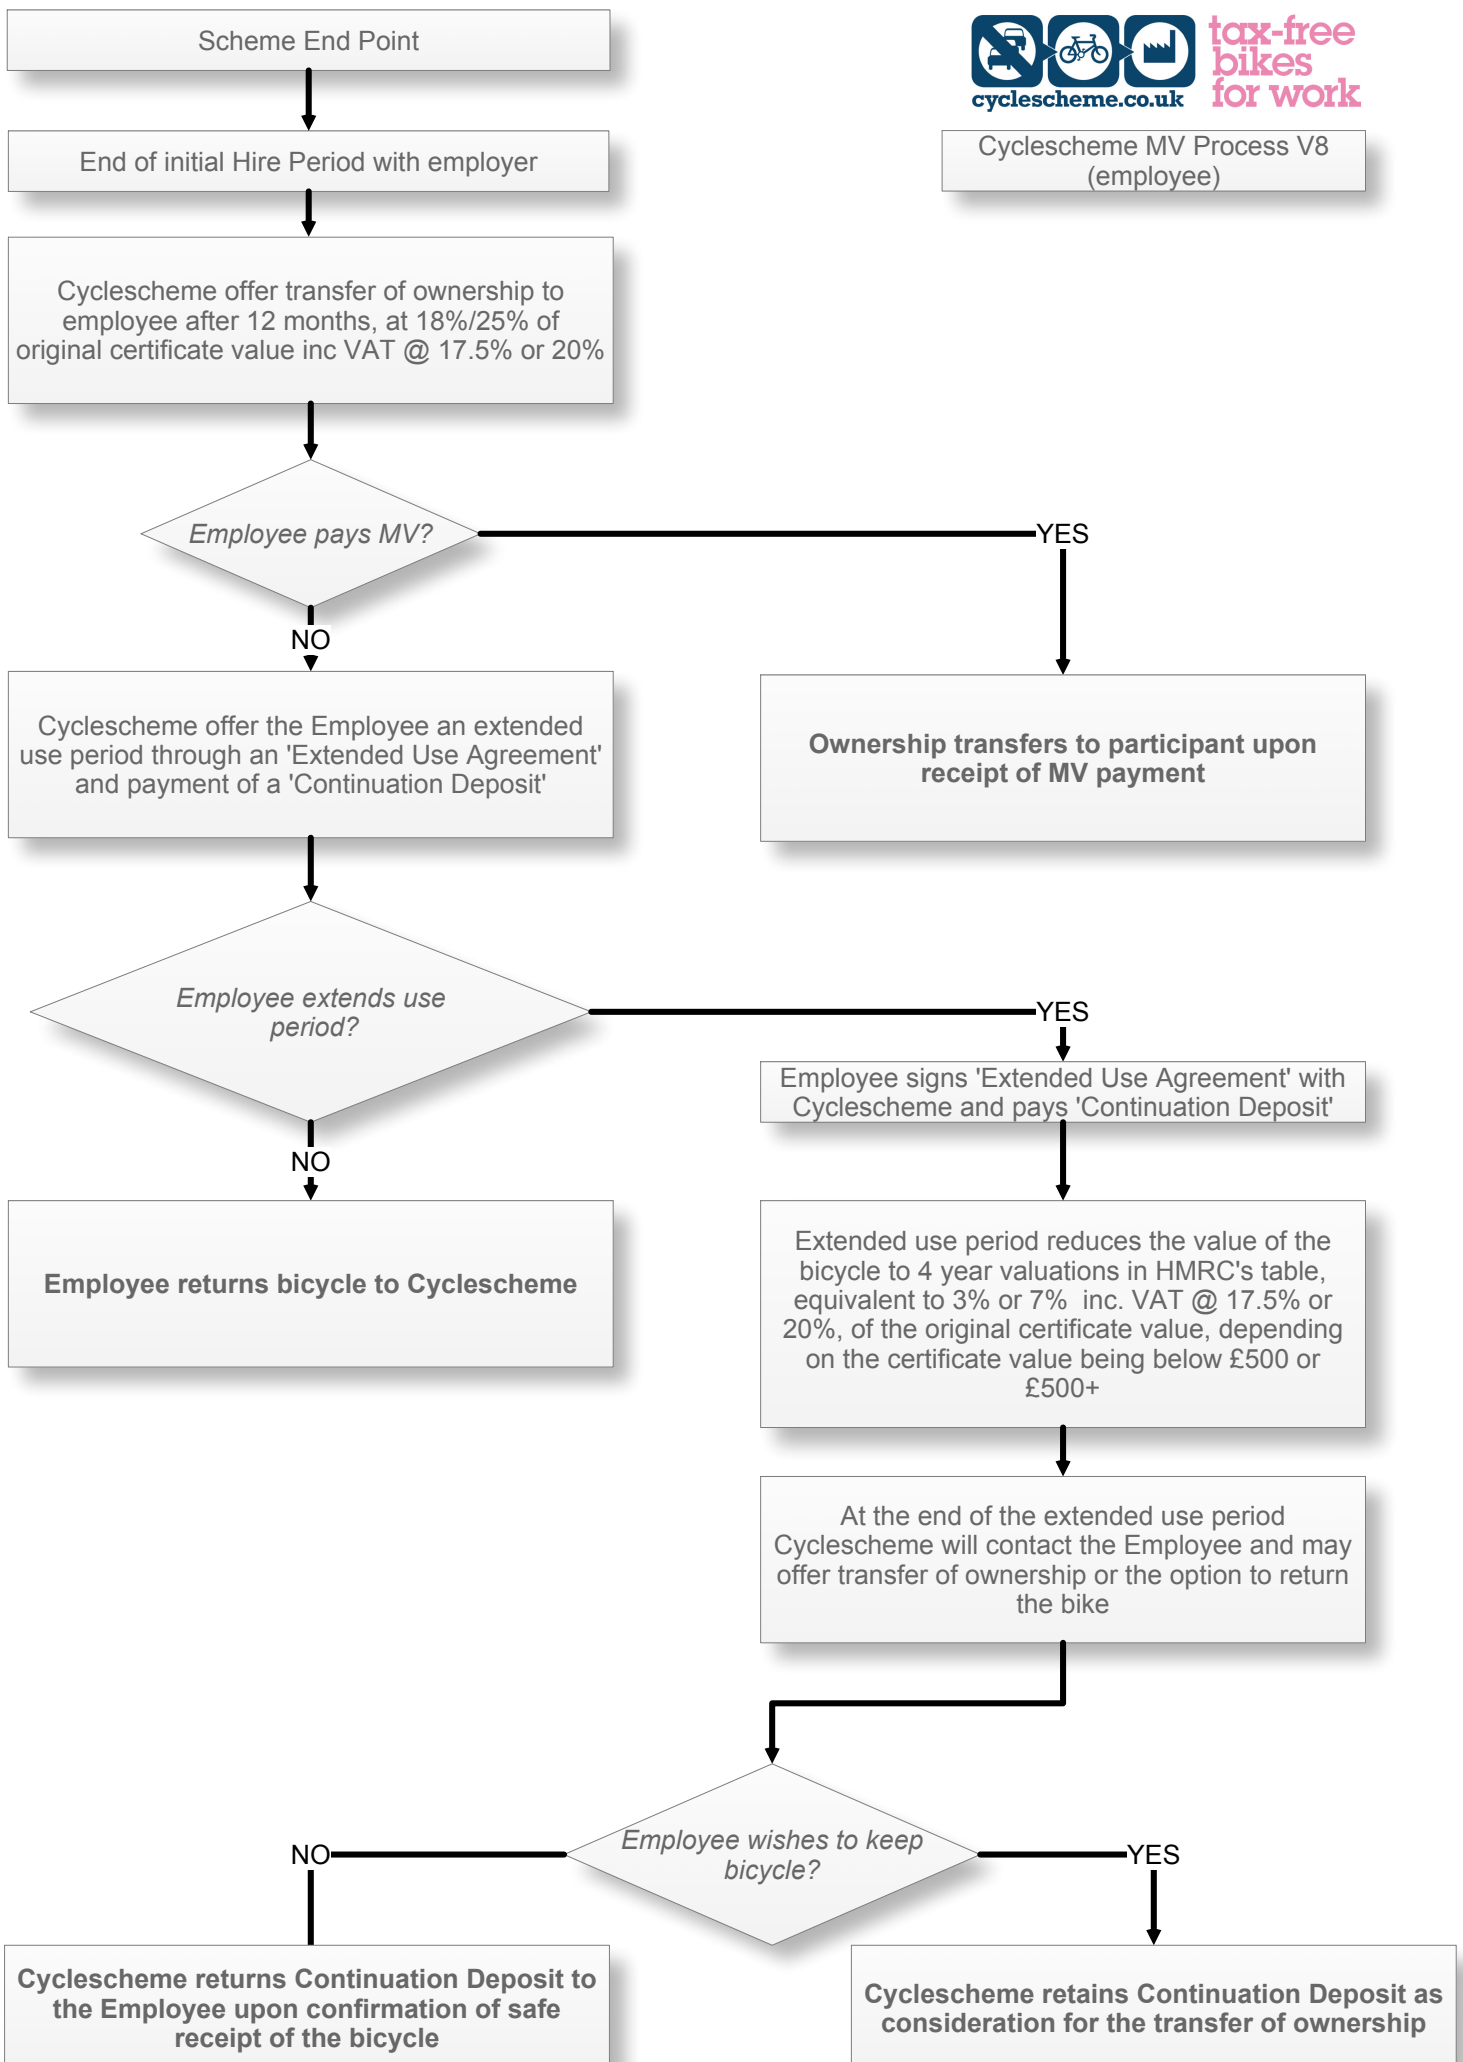 Scheme End Point
cyclescheme.co.uk
tax-free
bikes
for work
End of initial Hire Period with employer
Cyclescheme MV Process V8
(employee)
Cyclescheme offer transfer of ownership to
employee after 12 months, at 18%/25% of
original certificate value inc VAT @ 17.5% or 20%
Employee pays MV?
YES
NO
Cyclescheme offer the Employee an extended
use period through an 'Extended Use Agreement'
and payment of a 'Continuation Deposit'
Ownership transfers to participant upon
receipt of MV payment
Employee extends use
period?
YES
Employee signs 'Extended Use Agreement' with
Cyclescheme and pays 'Continuation Deposit'
NO
Employee returns bicycle to Cyclescheme
Extended use period reduces the value of the
bicycle to 4 year valuations in HMRC's table,
equivalent to 3% or 7%  inc. VAT @ 17.5% or
20%, of the original certificate value, depending
on the certificate value being below £500 or
£500+
At the end of the extended use period
Cyclescheme will contact the Employee and may
offer transfer of ownership or the option to return
the bike
Employee wishes to keep
bicycle?
NO
YES
Cyclescheme returns Continuation Deposit to
the Employee upon confirmation of safe
receipt of the bicycle
Cyclescheme retains Continuation Deposit as
consideration for the transfer of ownership